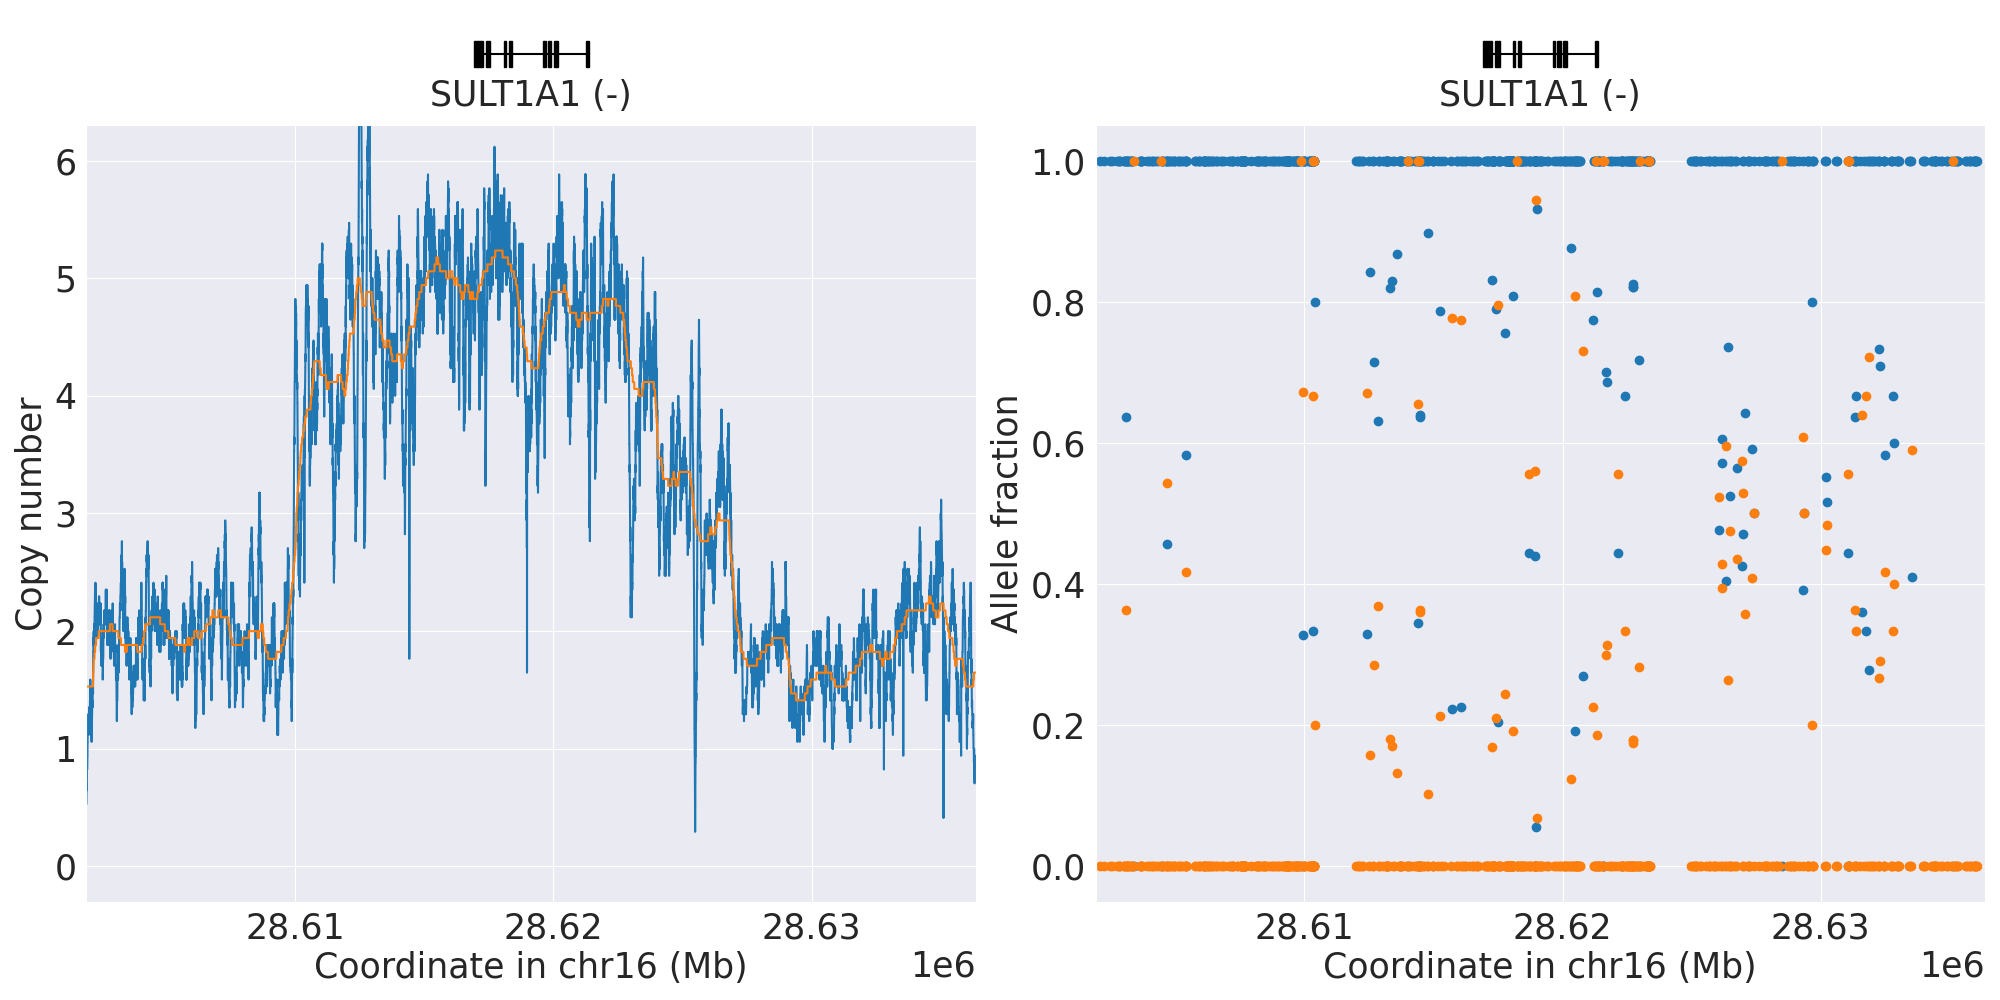 SULT1A1 (-)
6
5
4
3
2
1
0
Copy number
28.61
28.62
28.63
Coordinate in chr16 (Mb)
1e6
SULT1A1 (-)
1.0
0.8
0.6
0.4
0.2
0.0
Allele fraction
28.61
28.62
28.63
Coordinate in chr16 (Mb)
1e6